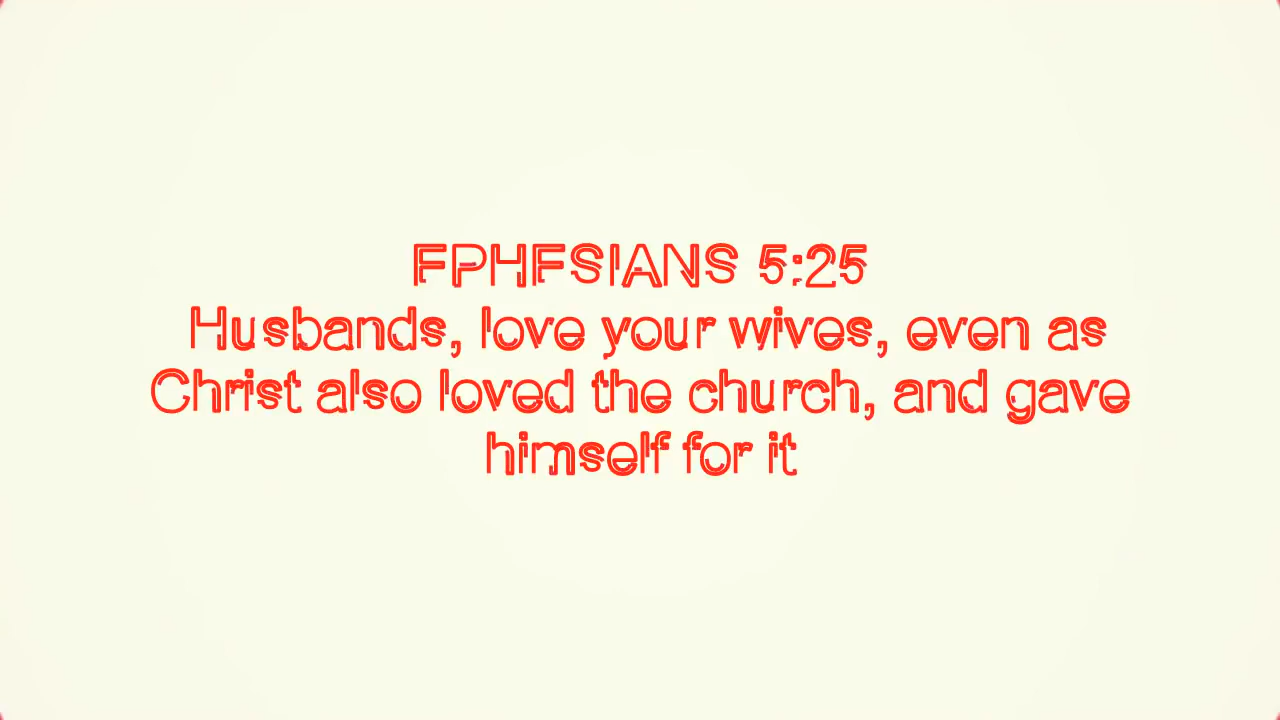 EPHESIANS 5:25
Husbands, love your wives, even as
Christ also loved the church, and gave
himself for it